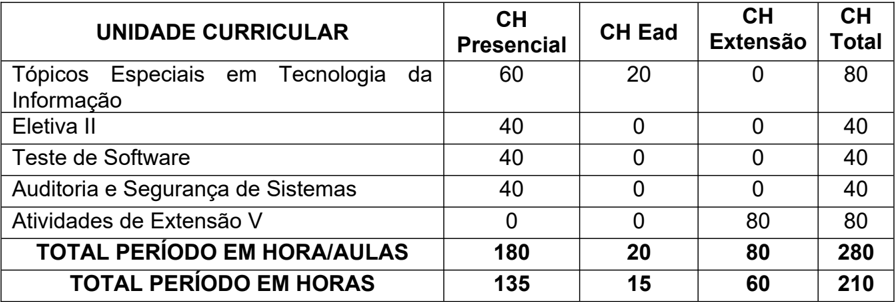 UNIDADE CURRICULAR CH Presencial CH Ead CH Extensão CH Total
Tópicos Especiais em Tecnologia da Informação 60 20 0 80
Eletiva II 40 0 0 40
Teste de Software 40 0 0 40
Auditoria e Segurança de Sistemas 40 0 0 40
Atividades de Extensão V 0 0 80 80
TOTAL PERÍODO EM HORA/AULAS 180 20 80 280
TOTAL PERÍODO EM HORAS 135 15 60 210